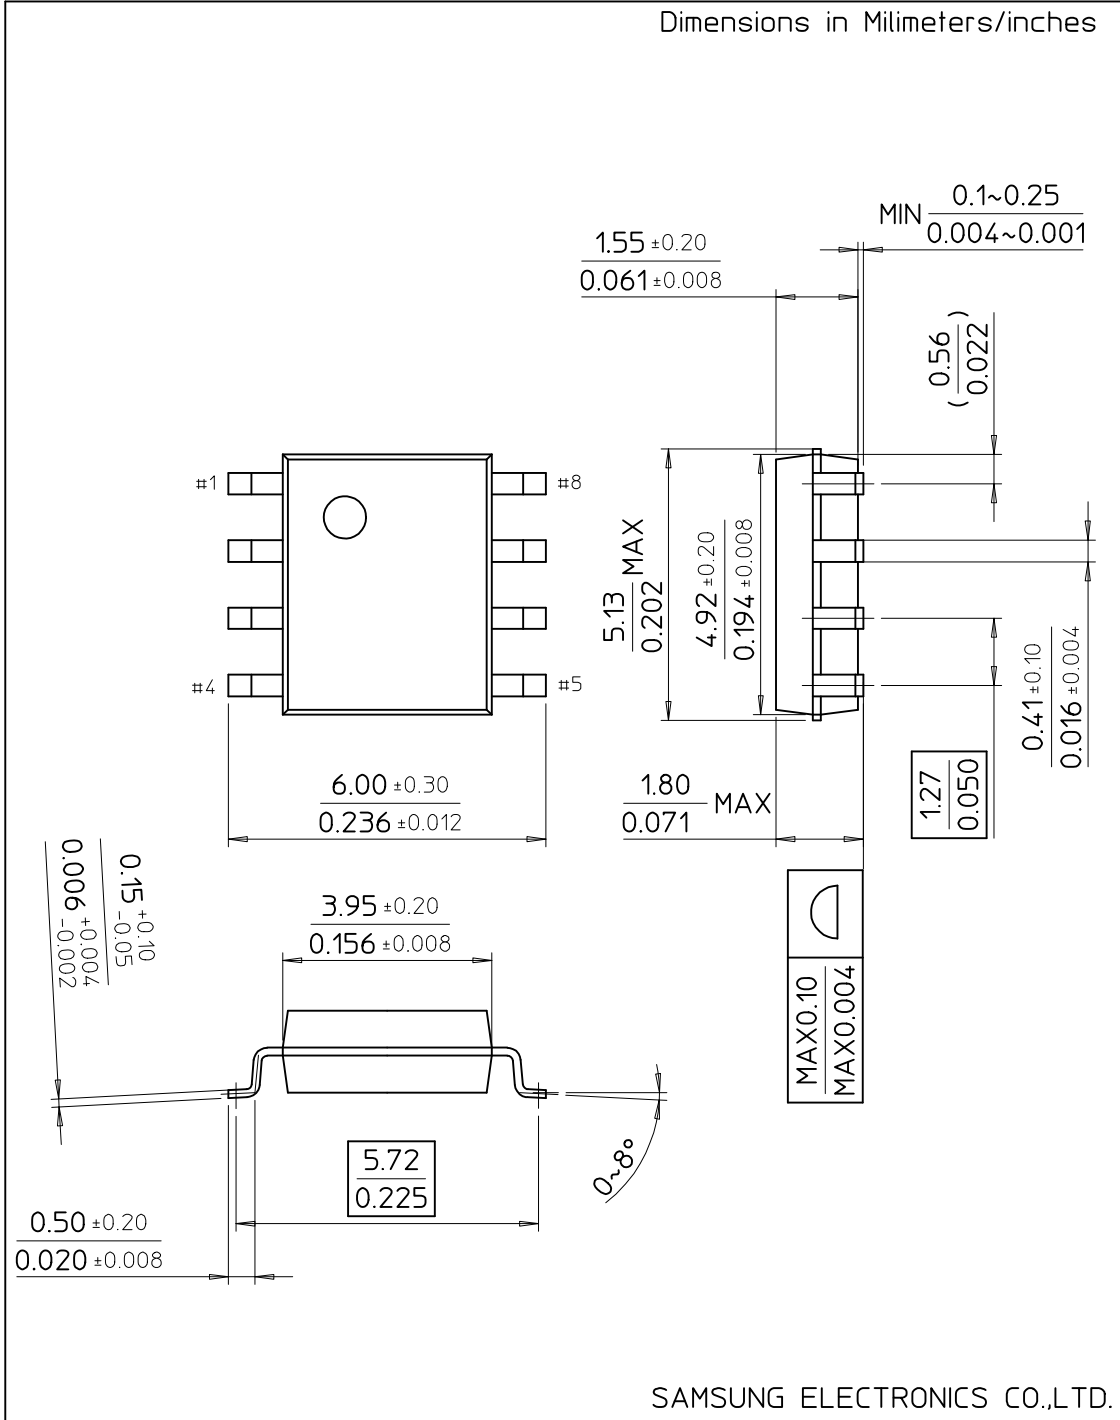 Dimensions in Milimeters/inches
MIN 0.1~0.25
0.004~0.001
1.55 ±0.20
0.061 ±0.008
( 0.56 )
0.022
#1
#8
#4
#5
5.13 MAX
0.202
4.92 ±0.20
0.194 ±0.008
0.41 ±0.10
0.016 ±0.004
1.27
0.050
6.00 ±0.30
0.236 ±0.012
1.80 MAX
0.071
0.15 +0.10 -0.05
0.006 +0.004 -0.002
3.95 ±0.20
0.156 ±0.008
MAX0.10
MAX0.004
0~8°
5.72
0.225
0.50 ±0.20
0.020 ±0.008
SAMSUNG ELECTRONICS CO.,LTD.